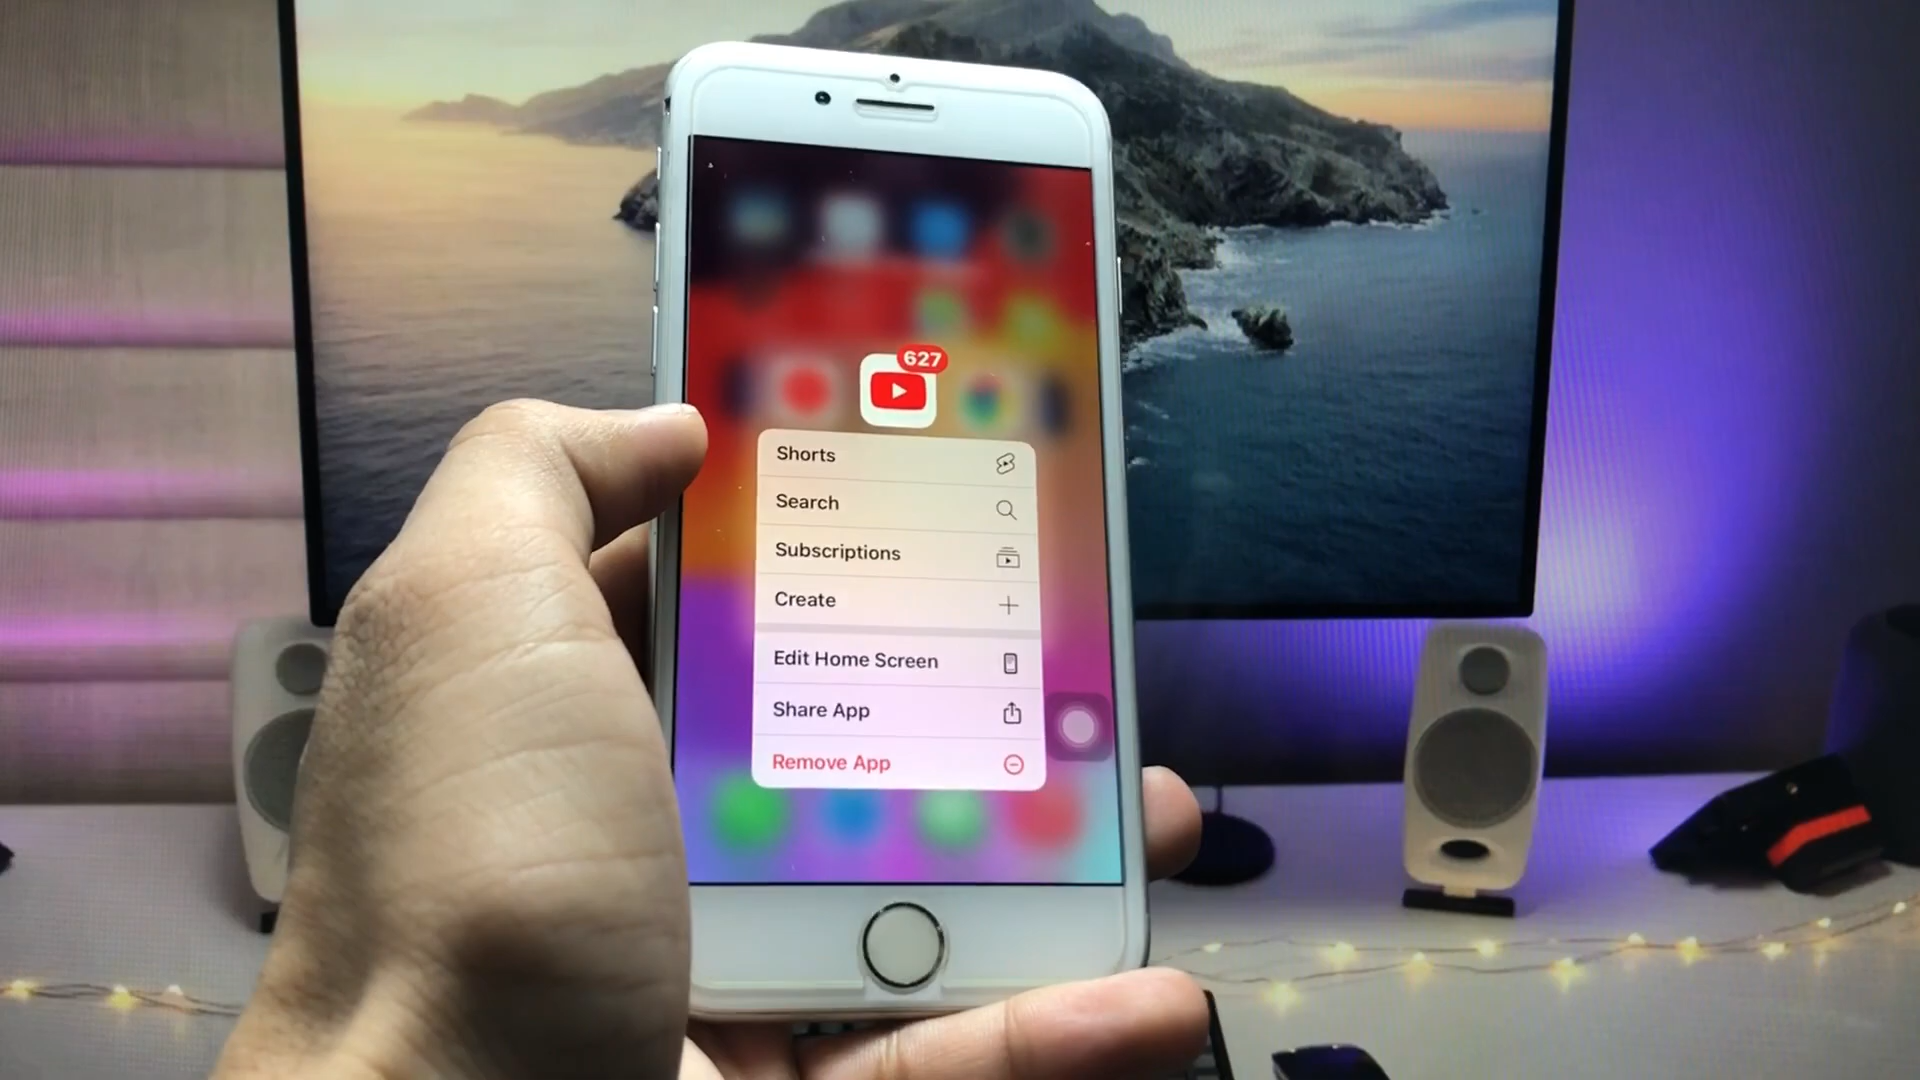 627
Shorts
Search
Subscriptions
Create
Edit Home Screen
Share App
Remove App